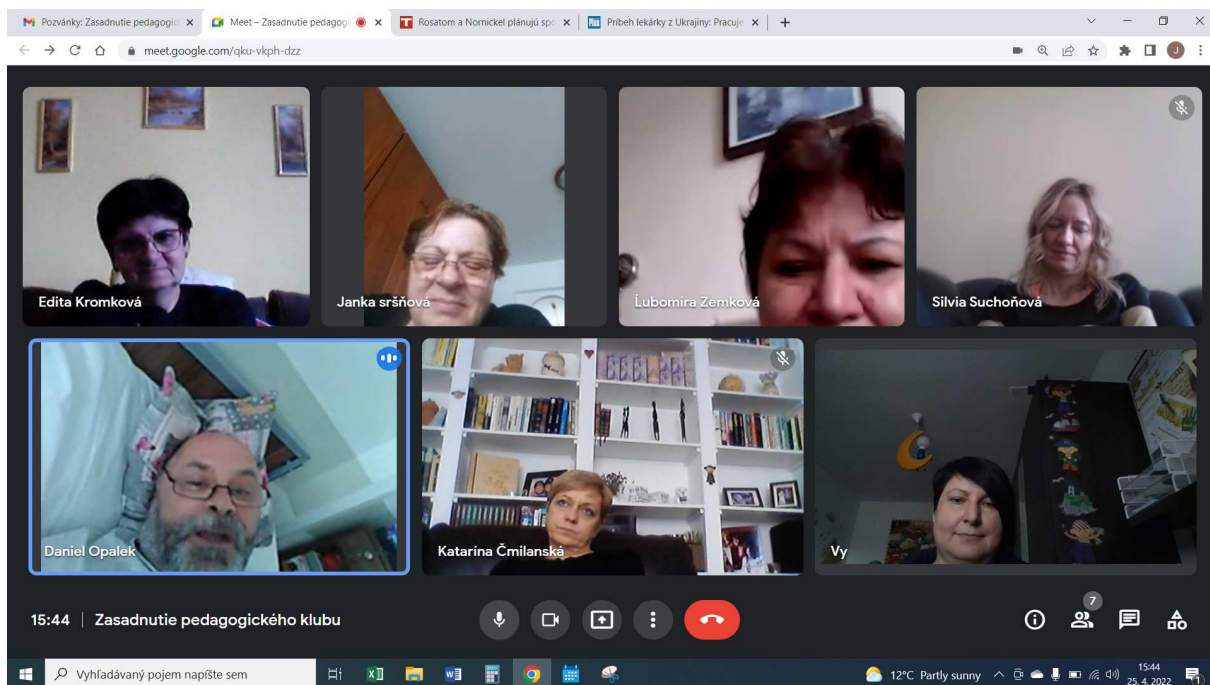 Pozvánky: Zasadnutie pedagogic
Meet – Zasadnutie pedagog
Rosatom a Nornickel plánujú spo
Príbeh lekárky z Ukrajiny: Pracuje
meet.google.com/qku-vkph-dzz
J
Edita Kromková
Janka sršňová
Ľubomira Zemková
Silvia Suchoňová
Daniel Opalek
Katarína Čmilanská
Vy
15:44 | Zasadnutie pedagogického klubu
7
Vyhľadávaný pojem napíšte sem
12°C Partly sunny
15:44
25. 4. 2022